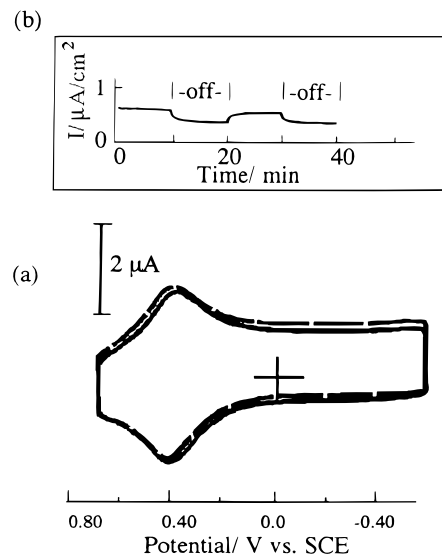 (b)
I/ μA/cm²
1
0
-off-
-off-
0
20
40
Time/ min
(a)
2 μA
0.80
0.40
0.0
-0.40
Potential/ V vs. SCE